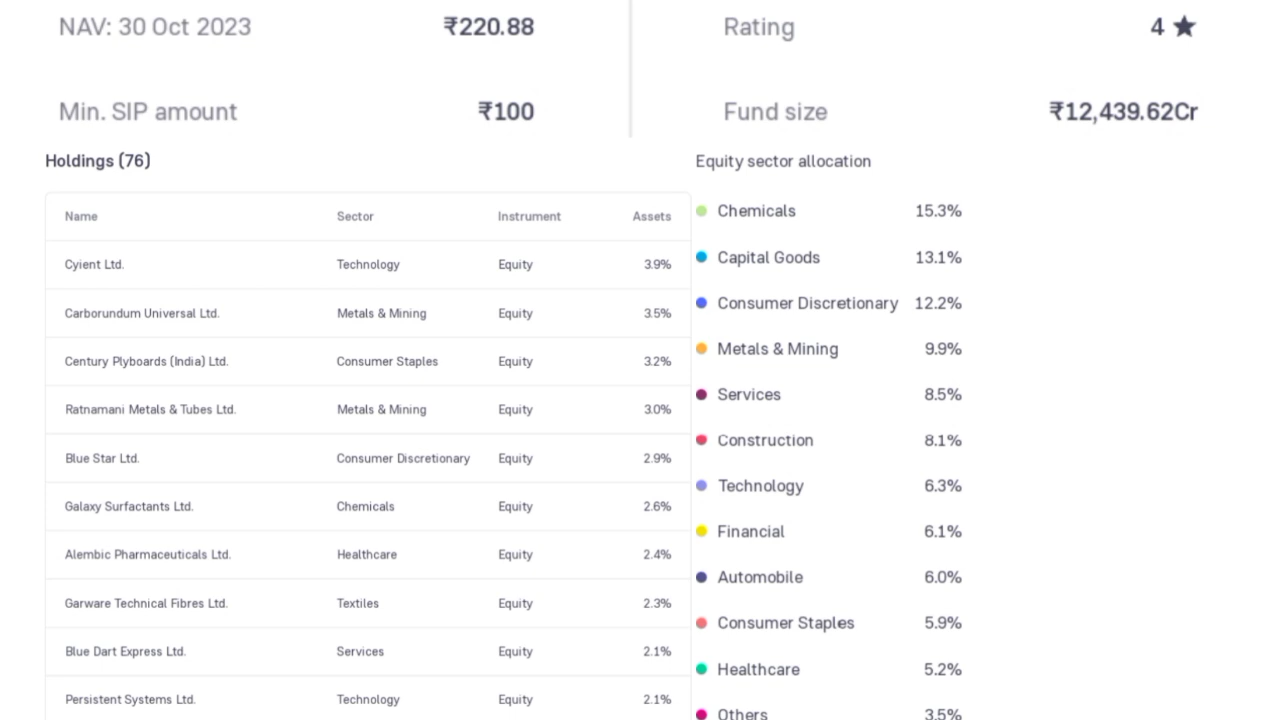 NAV: 30 Oct 2023 ₹220.88
Rating 4 ★
Min. SIP amount ₹100
Fund size ₹12,439.62Cr
Holdings (76)
Name Sector Instrument Assets
Cyient Ltd. Technology Equity 3.9%
Carborundum Universal Ltd. Metals & Mining Equity 3.5%
Century Plyboards (India) Ltd. Consumer Staples Equity 3.2%
Ratnamani Metals & Tubes Ltd. Metals & Mining Equity 3.0%
Blue Star Ltd. Consumer Discretionary Equity 2.9%
Galaxy Surfactants Ltd. Chemicals Equity 2.6%
Alembic Pharmaceuticals Ltd. Healthcare Equity 2.4%
Garware Technical Fibres Ltd. Textiles Equity 2.3%
Blue Dart Express Ltd. Services Equity 2.1%
Persistent Systems Ltd. Technology Equity 2.1%
Equity sector allocation
Chemicals 15.3%
Capital Goods 13.1%
Consumer Discretionary 12.2%
Metals & Mining 9.9%
Services 8.5%
Construction 8.1%
Technology 6.3%
Financial 6.1%
Automobile 6.0%
Consumer Staples 5.9%
Healthcare 5.2%
Others 3.5%